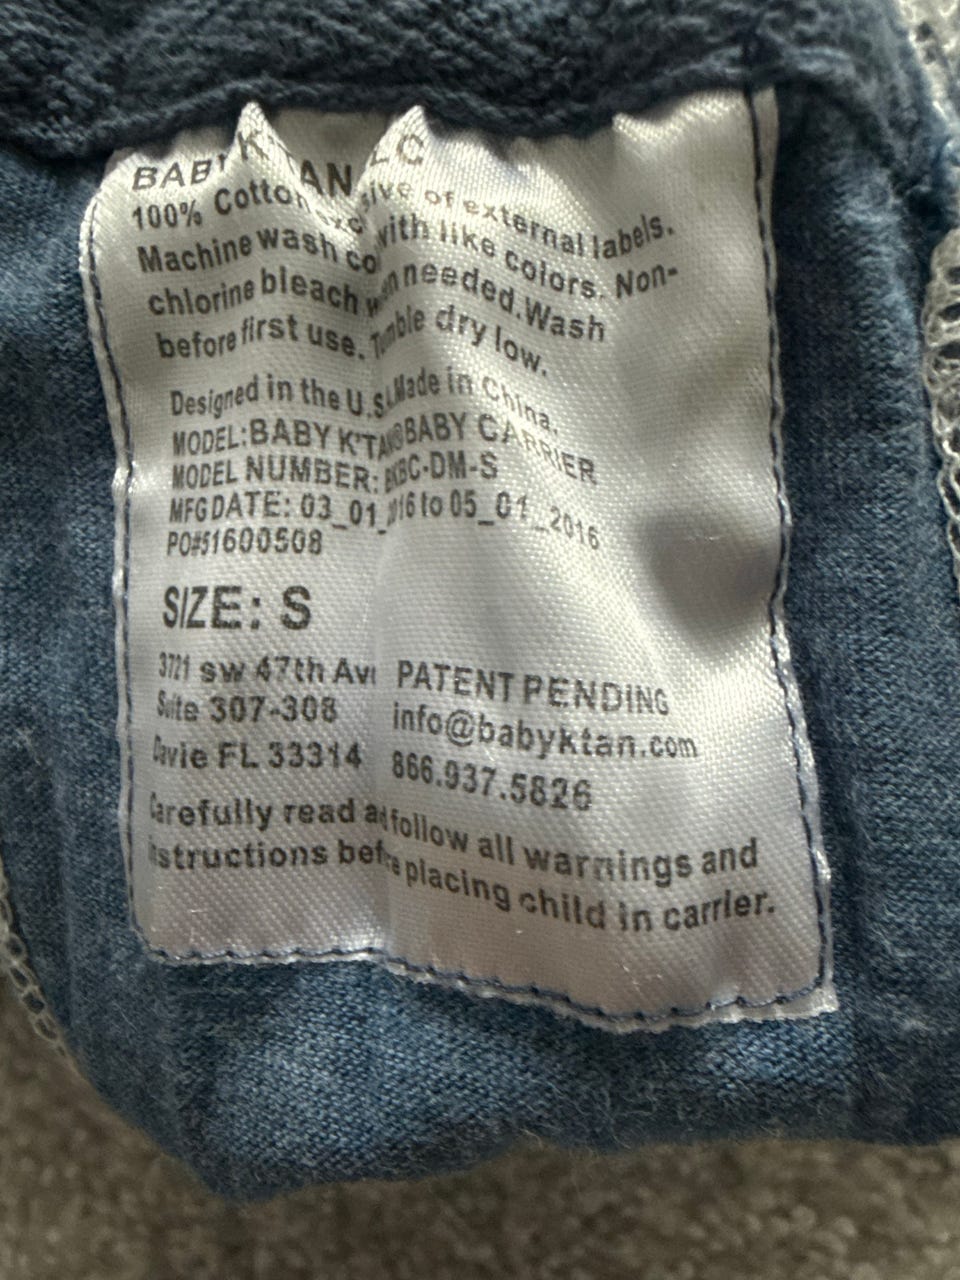 BABY K'TAN LLC
100% Cotton exclusive of external labels.
Machine wash cold with like colors. Non-
chlorine bleach when needed. Wash
before first use. Tumble dry low.
Designed in the U.S. Made in China.
MODEL: BABY K'TAN® BABY CARRIER
MODEL NUMBER: BKBC-DM-S
MFG DATE: 03_01_2016 to 05_01_2016
PO#51600508
SIZE: S
3721 sw 47th Ave
Suite 307-308
Davie FL 33314
PATENT PENDING
info@babyktan.com
866.937.5826
Carefully read and follow all warnings and
instructions before placing child in carrier.